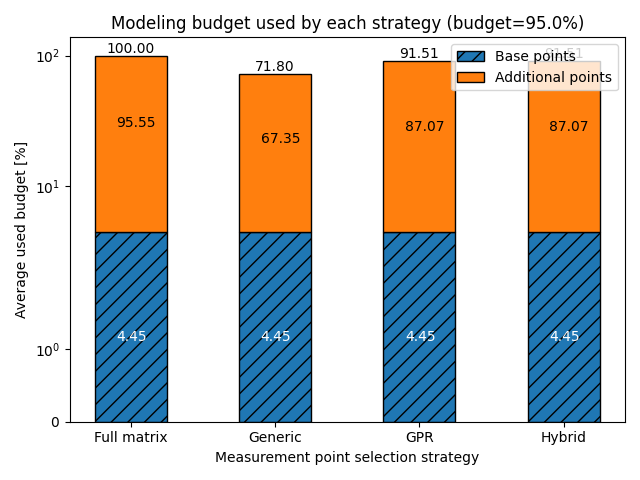 Modeling budget used by each strategy (budget=95.0%)
Average used budget [%]
10²
10¹
10⁰
0
100.00
71.80
91.51
Base points
Additional points
95.55
67.35
87.07
87.07
4.45
4.45
4.45
4.45
Full matrix
Generic
GPR
Hybrid
Measurement point selection strategy